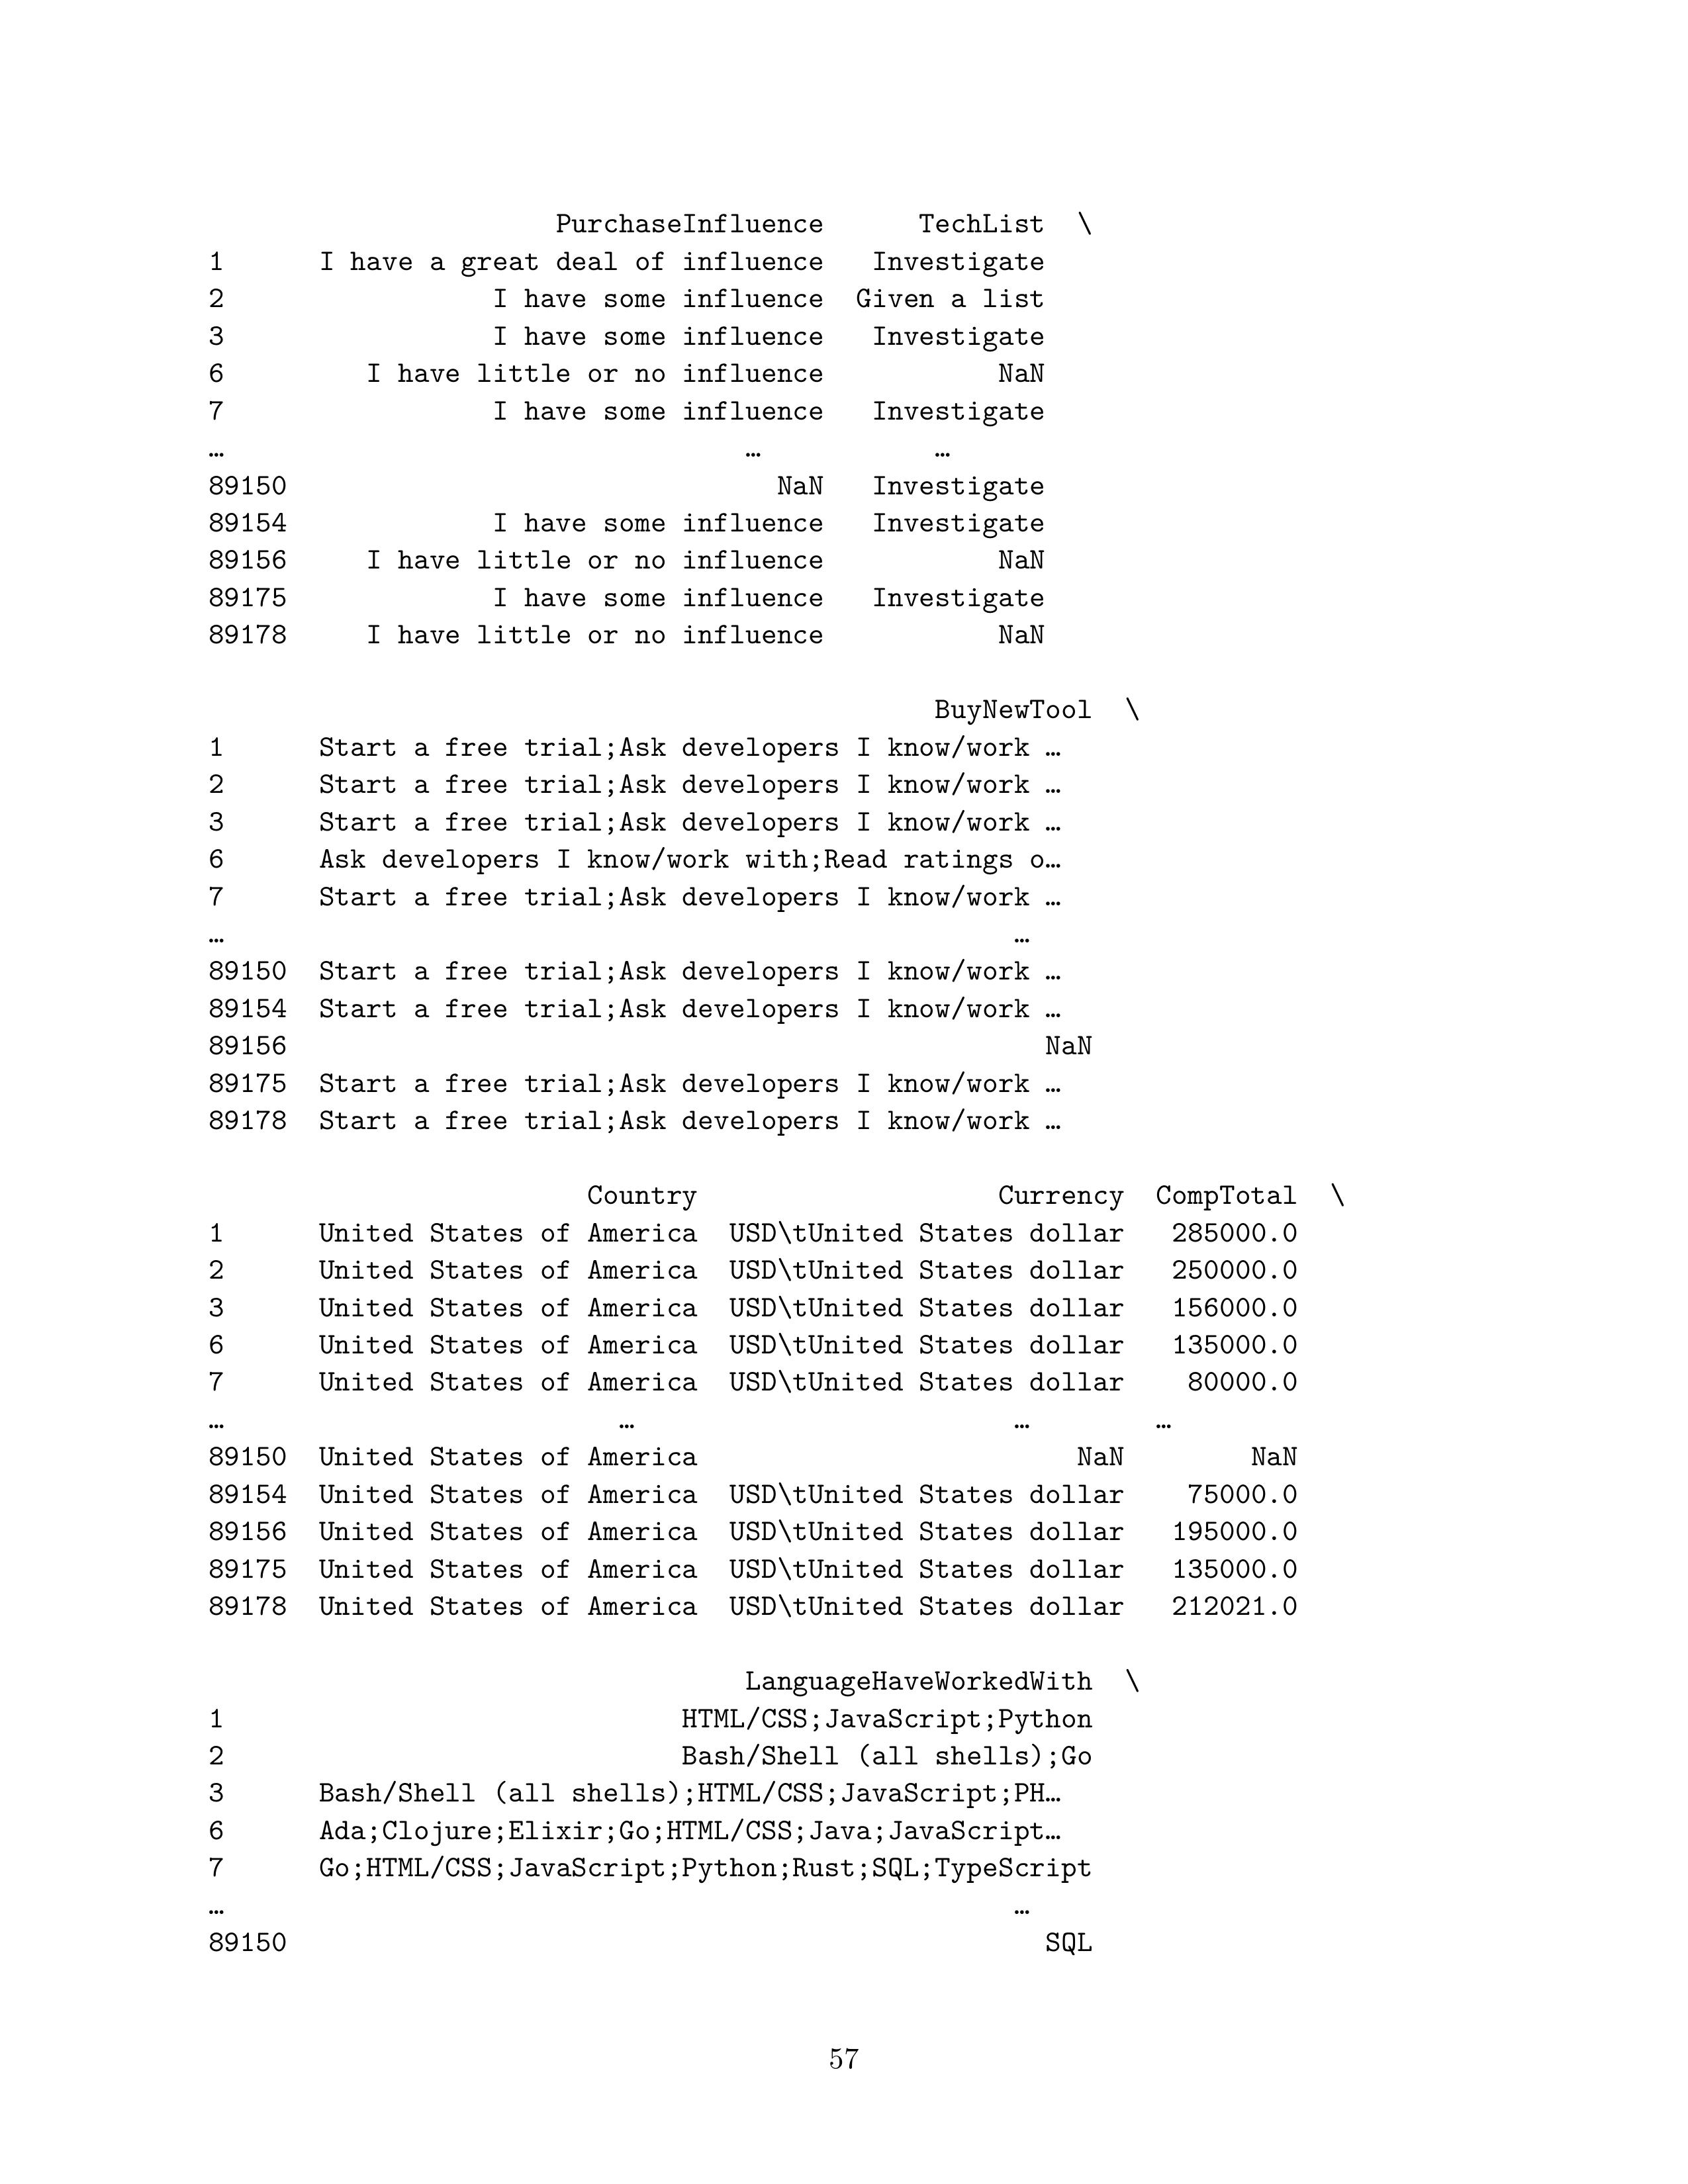 PurchaseInfluence TechList \
1 I have a great deal of influence Investigate
2 I have some influence Given a list
3 I have some influence Investigate
6 I have little or no influence NaN
7 I have some influence Investigate
… … …
89150 NaN Investigate
89154 I have some influence Investigate
89156 I have little or no influence NaN
89175 I have some influence Investigate
89178 I have little or no influence NaN
BuyNewTool \
1 Start a free trial;Ask developers I know/work …
2 Start a free trial;Ask developers I know/work …
3 Start a free trial;Ask developers I know/work …
6 Ask developers I know/work with;Read ratings o…
7 Start a free trial;Ask developers I know/work …
… …
89150 Start a free trial;Ask developers I know/work …
89154 Start a free trial;Ask developers I know/work …
89156 NaN
89175 Start a free trial;Ask developers I know/work …
89178 Start a free trial;Ask developers I know/work …
Country Currency CompTotal \
1 United States of America USD\tUnited States dollar 285000.0
2 United States of America USD\tUnited States dollar 250000.0
3 United States of America USD\tUnited States dollar 156000.0
6 United States of America USD\tUnited States dollar 135000.0
7 United States of America USD\tUnited States dollar 80000.0
… … … …
89150 United States of America NaN NaN
89154 United States of America USD\tUnited States dollar 75000.0
89156 United States of America USD\tUnited States dollar 195000.0
89175 United States of America USD\tUnited States dollar 135000.0
89178 United States of America USD\tUnited States dollar 212021.0
LanguageHaveWorkedWith \
1 HTML/CSS;JavaScript;Python
2 Bash/Shell (all shells);Go
3 Bash/Shell (all shells);HTML/CSS;JavaScript;PH…
6 Ada;Clojure;Elixir;Go;HTML/CSS;Java;JavaScript…
7 Go;HTML/CSS;JavaScript;Python;Rust;SQL;TypeScript
… …
89150 SQL
57